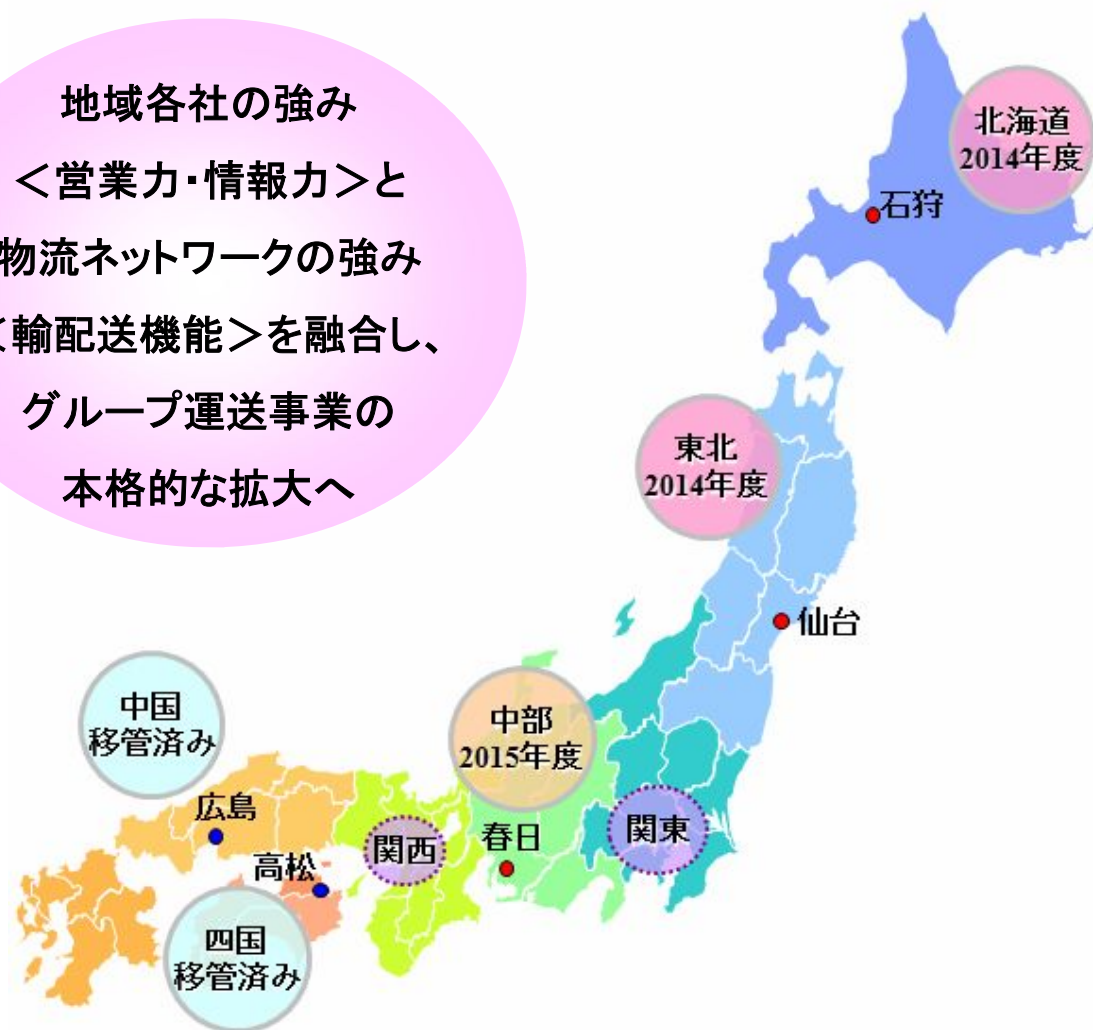 地域各社の強み
＜営業力・情報力＞と
物流ネットワークの強み
＜輸配送機能＞を融合し、
グループ運送事業の
本格的な拡大へ
北海道
2014年度
石狩
東北
2014年度
仙台
中国
移管済み
中部
2015年度
広島
関西
春日
関東
高松
四国
移管済み